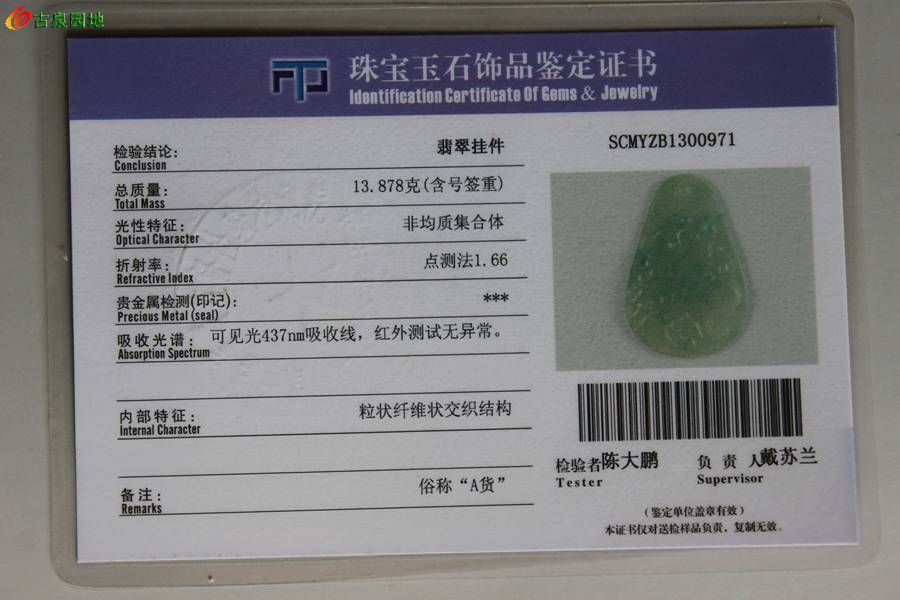 古泉园地
珠宝玉石饰品鉴定证书
Identification Certificate Of Gems & Jewelry
检验结论: 翡翠挂件
Conclusion
总质量: 13.878克(含号签重)
Total Mass
光性特征: 非均质集合体
Optical Character
折射率: 点测法1.66
Refractive Index
贵金属检测(印记): ***
Precious Metal (seal)
吸收光谱: 可见光437nm吸收线，红外测试无异常。
Absorption Spectrum
内部特征: 粒状纤维状交织结构
Internal Character
备注: 俗称“A货”
Remarks
SCMYZB1300971
检验者陈大鹏 负责人戴苏兰
Tester Supervisor
(鉴定单位盖章有效)
本证书仅对送检样品负责，复制无效。